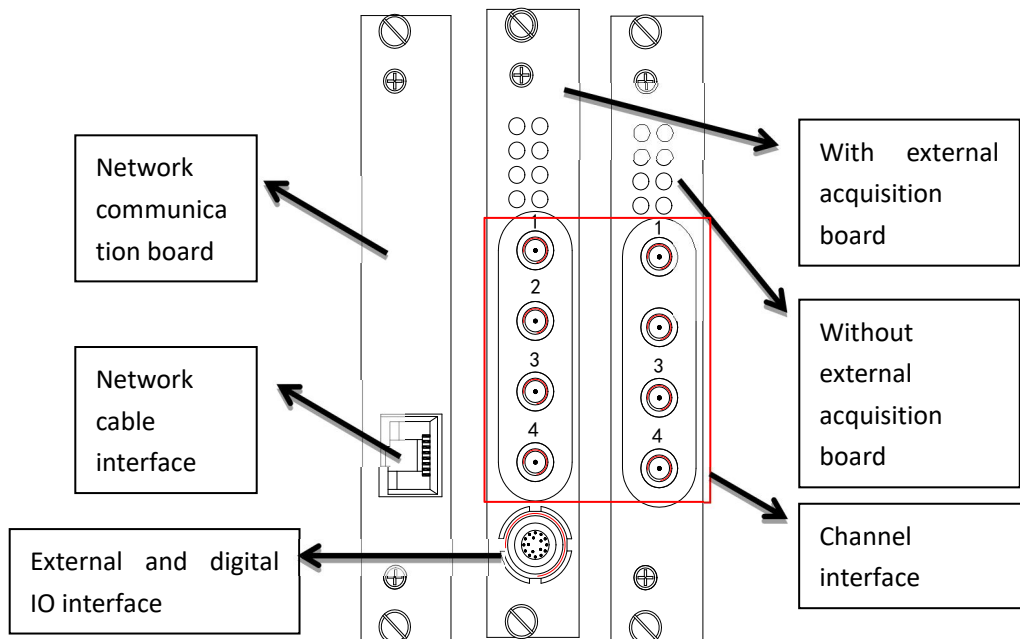 Network
communica
tion board
Network
cable
interface
External and digital
IO interface
1
2
3
4
1
3
4
With external
acquisition
board
Without
external
acquisition
board
Channel
interface